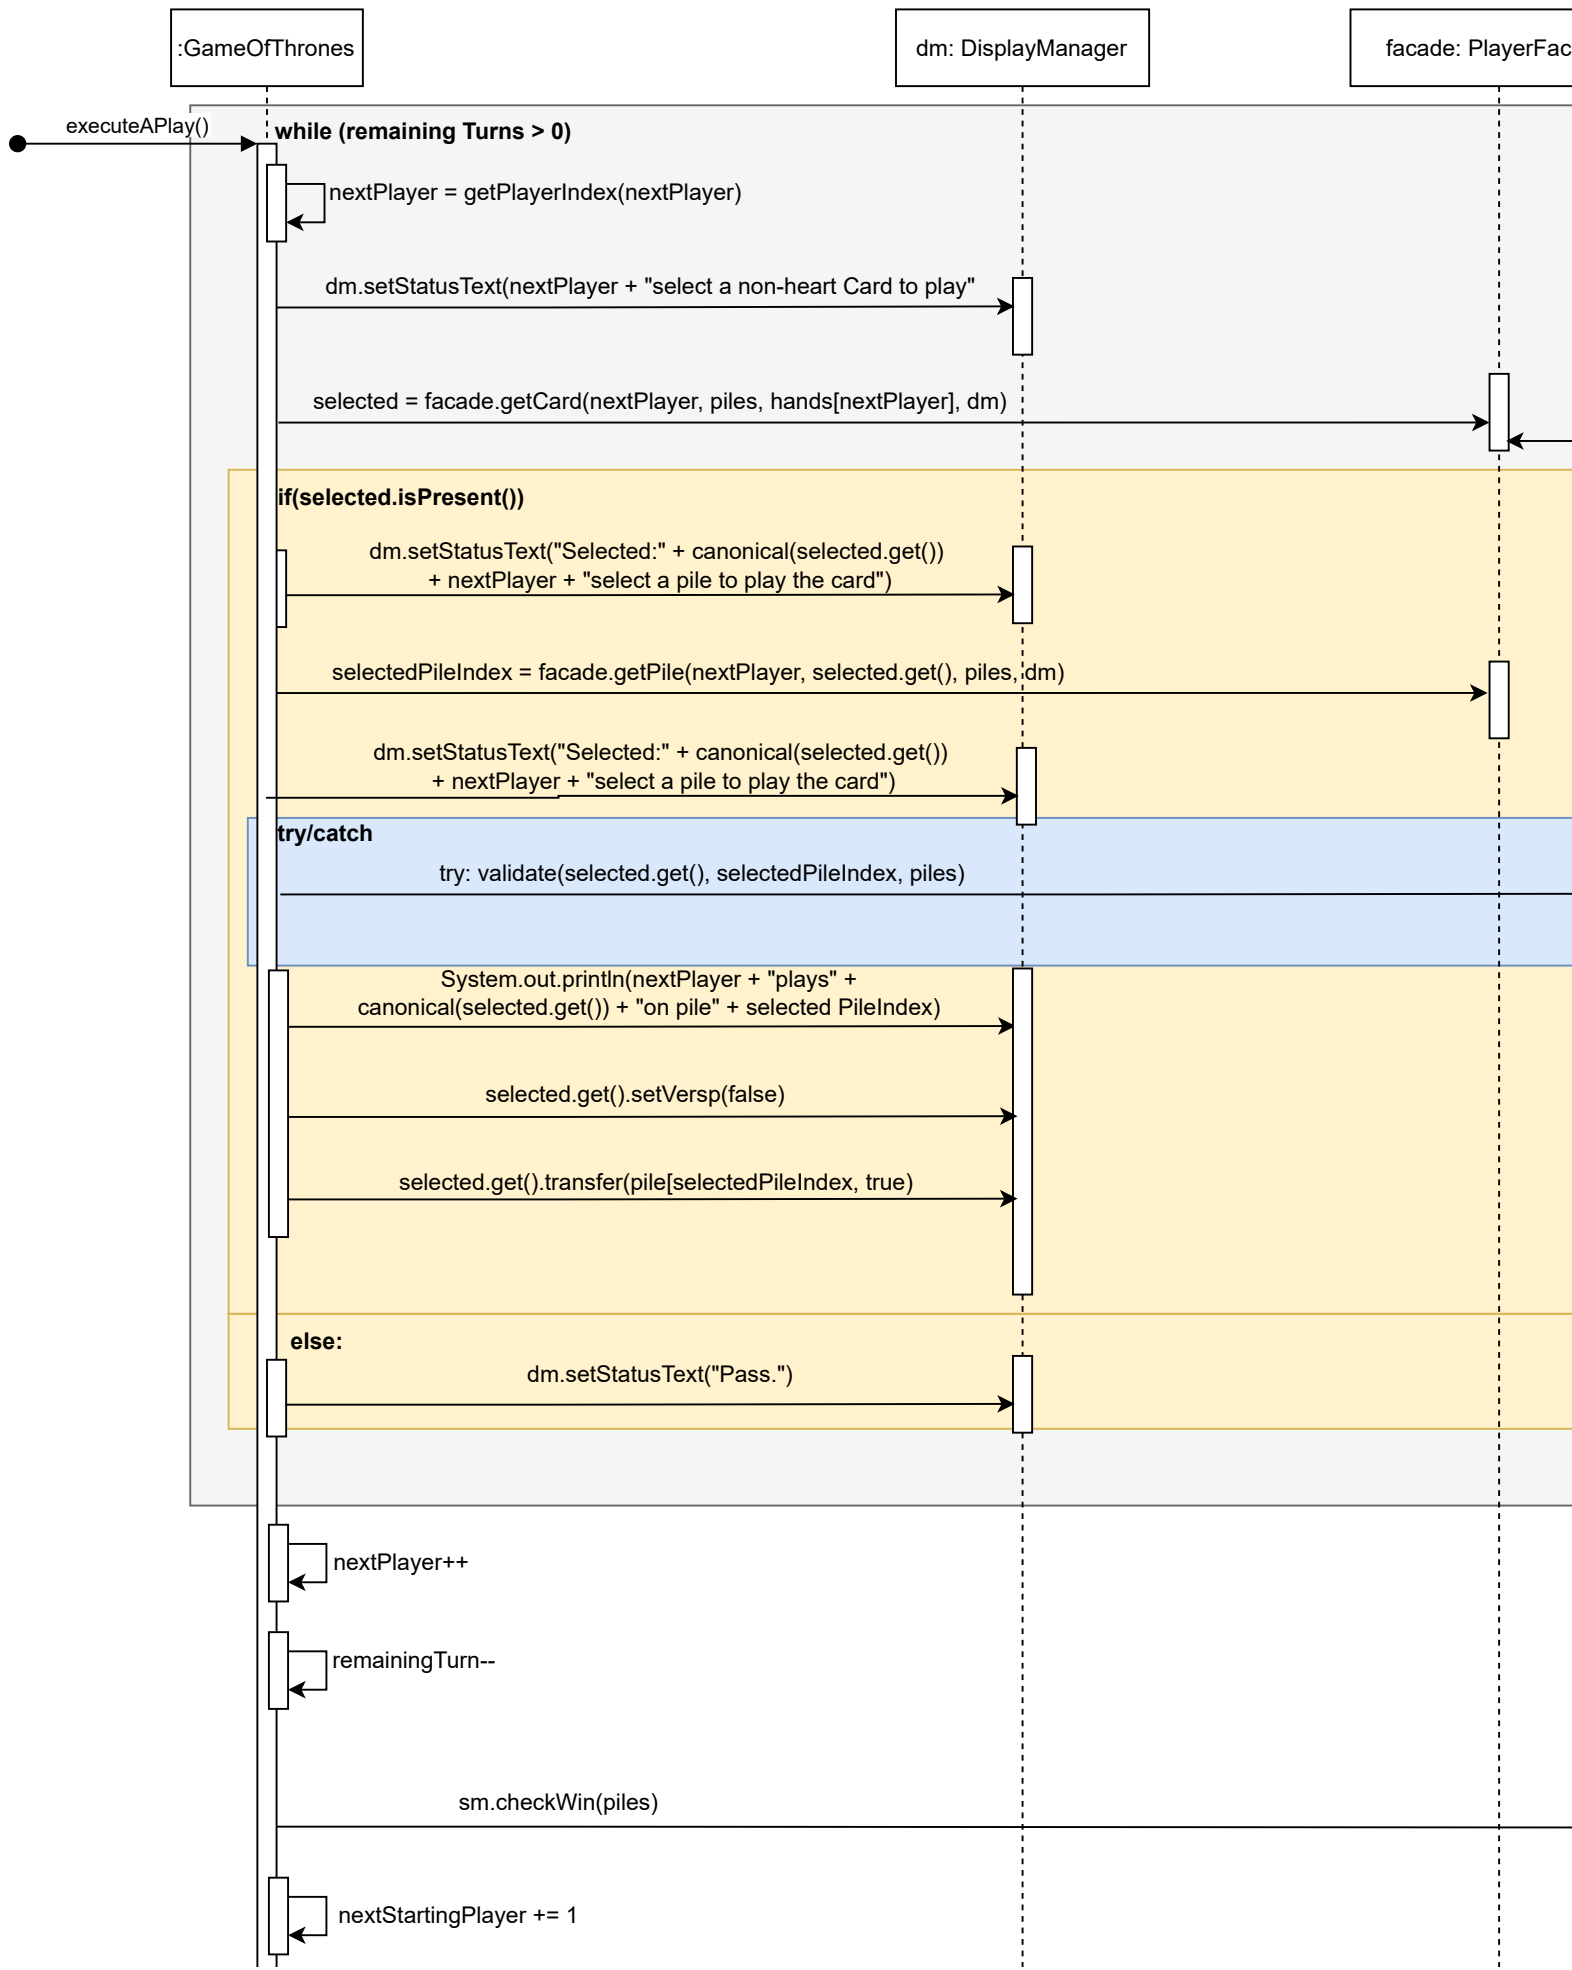 :GameOfThrones
dm: DisplayManager
facade: PlayerFac
executeAPlay()
while (remaining Turns > 0)
nextPlayer = getPlayerIndex(nextPlayer)
dm.setStatusText(nextPlayer + "select a non-heart Card to play"
selected = facade.getCard(nextPlayer, piles, hands[nextPlayer], dm)
if(selected.isPresent())
dm.setStatusText("Selected:" + canonical(selected.get())
+ nextPlayer + "select a pile to play the card")
selectedPileIndex = facade.getPile(nextPlayer, selected.get(), piles, dm)
dm.setStatusText("Selected:" + canonical(selected.get())
+ nextPlayer + "select a pile to play the card")
try/catch
try: validate(selected.get(), selectedPileIndex, piles)
System.out.println(nextPlayer + "plays" +
canonical(selected.get()) + "on pile" + selected PileIndex)
selected.get().setVersp(false)
selected.get().transfer(pile[selectedPileIndex, true)
else:
dm.setStatusText("Pass.")
nextPlayer++
remainingTurn--
sm.checkWin(piles)
nextStartingPlayer += 1